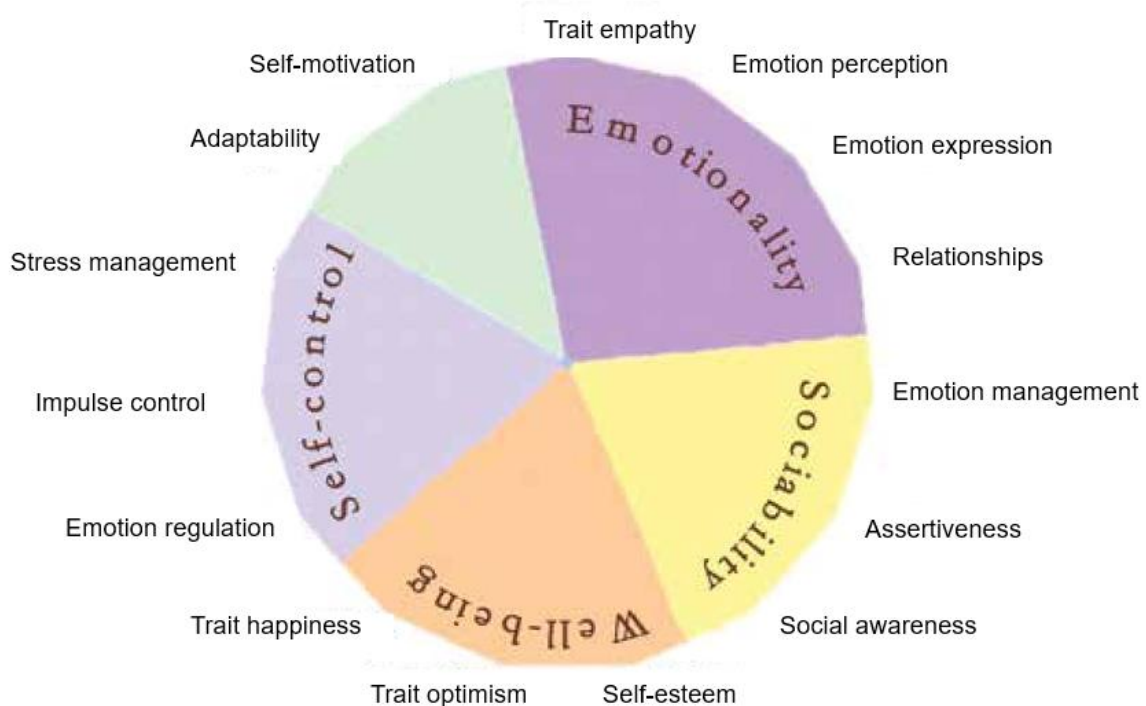 Trait empathy
Emotion perception
Emotion expression
Relationships
Emotion management
Assertiveness
Social awareness
Self-esteem
Trait optimism
Trait happiness
Emotion regulation
Impulse control
Stress management
Adaptability
Self-motivation
Emotionality
Sociability
Well-being
Self-control